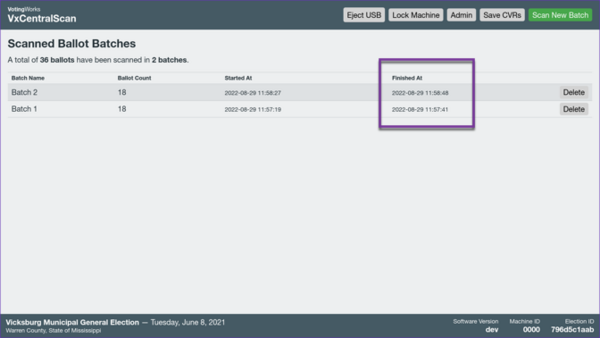 VotingWorks
VxCentralScan
Eject USB Lock Machine Admin Save CVRs Scan New Batch
Scanned Ballot Batches
A total of 36 ballots have been scanned in 2 batches.
Batch Name Ballot Count Started At Finished At
Batch 2 18 2022-08-29 11:58:27 2022-08-29 11:58:48 Delete
Batch 1 18 2022-08-29 11:57:19 2022-08-29 11:57:41 Delete
Vicksburg Municipal General Election — Tuesday, June 8, 2021
Warren County, State of Mississippi
Software Version Machine ID Election ID
dev 0000 796d5c1aab